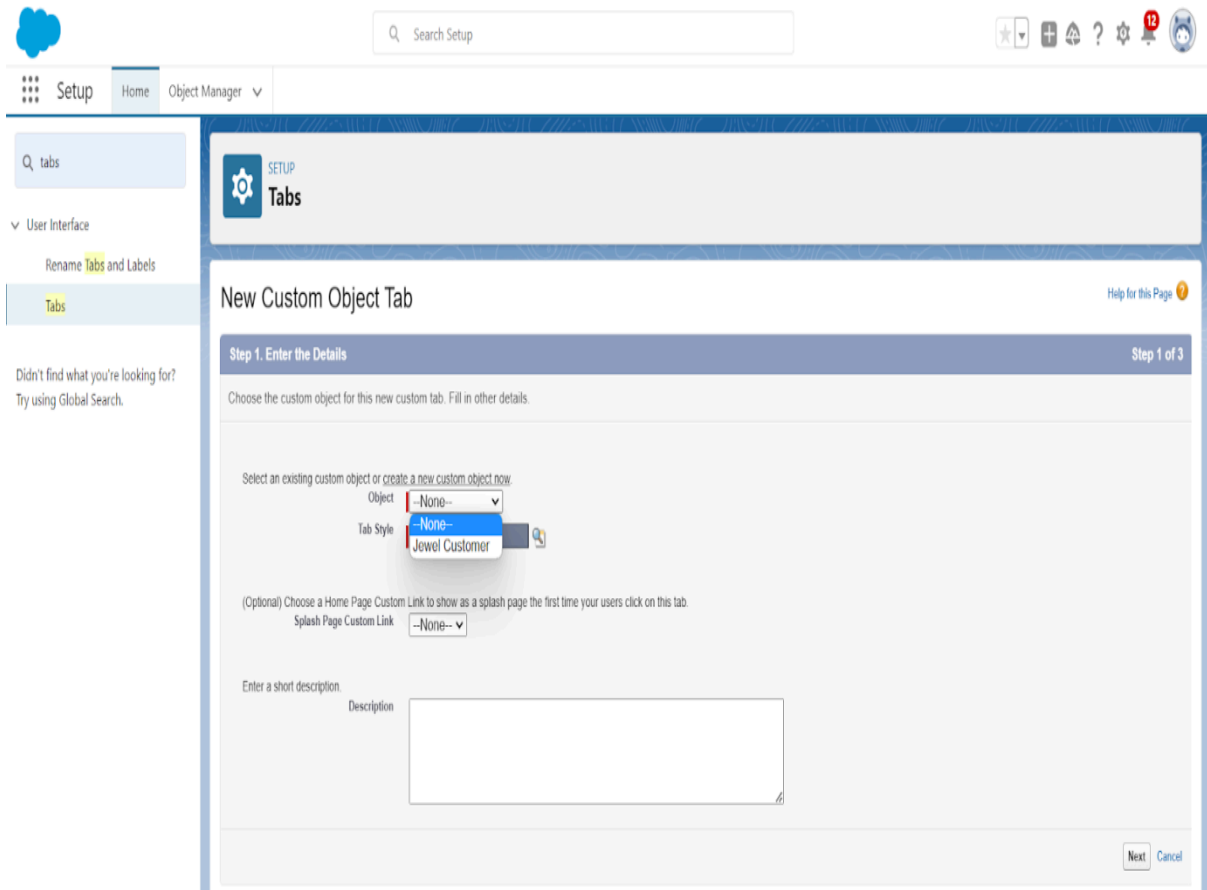 Search Setup
12
Setup
Home
Object Manager
tabs
User Interface
Rename Tabs and Labels
Tabs
Didn't find what you're looking for?
Try using Global Search.
SETUP
Tabs
New Custom Object Tab
Help for this Page ?
Step 1. Enter the Details
Step 1 of 3
Choose the custom object for this new custom tab. Fill in other details.
Select an existing custom object or create a new custom object now.
Object
--None--
--None--
Jewel Customer
Tab Style
(Optional) Choose a Home Page Custom Link to show as a splash page the first time your users click on this tab.
Splash Page Custom Link
--None--
Enter a short description.
Description
Next
Cancel